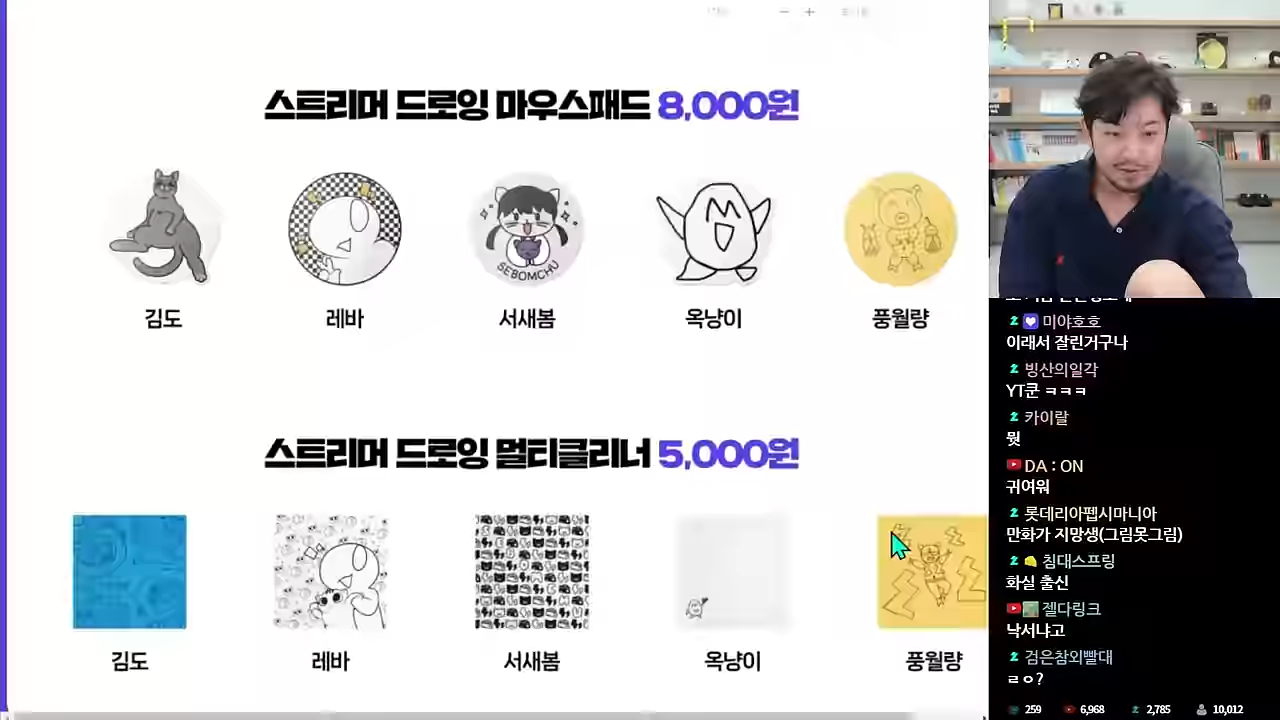 스트리머 드로잉 마우스패드 8,000원
SEBOMCHU
김도 레바 서새봄 옥냥이 풍월량
스트리머 드로잉 멀티클리너 5,000원
김도 레바 서새봄 옥냥이 풍월량
미야호호
이래서 잘린거구나
빙산의일각
YT쿤 ㅋㅋㅋ
카이랄
뭣
DA : ON
귀여워
롯데리아펩시마니아
만화가 지망생(그림못그림)
침대스프링
화실 출신
젤다링크
낙서냐고
검은참외빨대
ㄹㅇ?
259 6,968 2,785 10,012